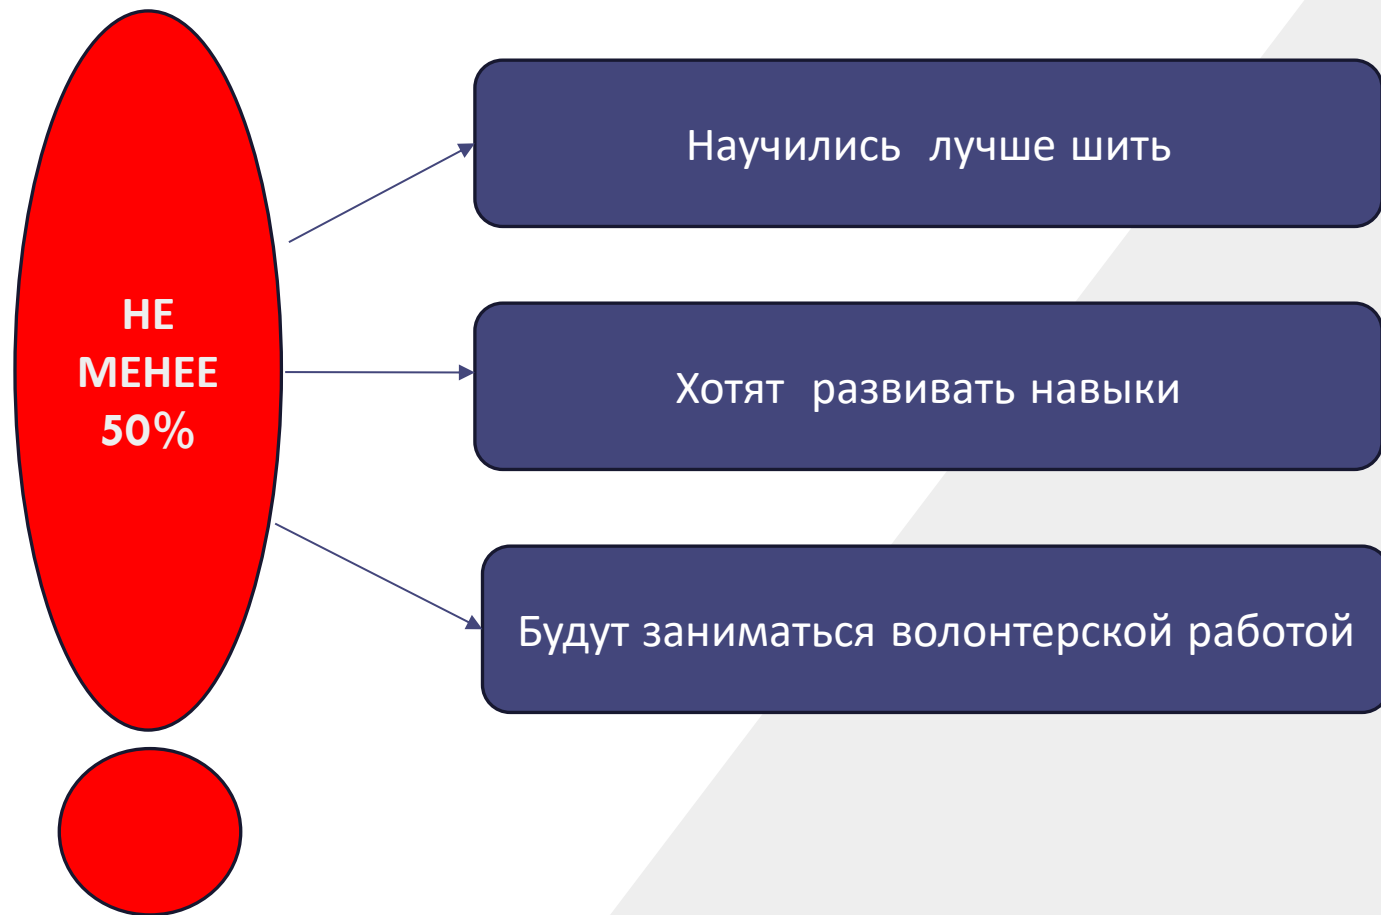 НЕ
МЕНЕЕ
50%
Научились  лучше шить
Хотят  развивать навыки
Будут заниматься волонтерской работой